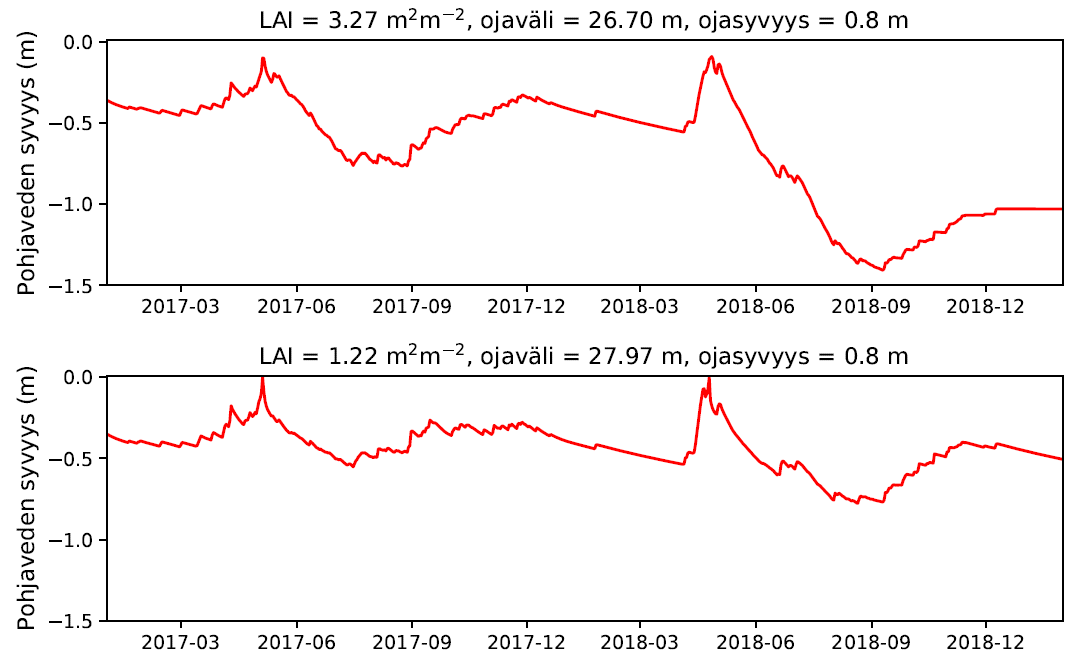 LAI = 3.27 m²m⁻², ojaväli = 26.70 m, ojasyvyys = 0.8 m
Pohjaveden syvyys (m)
0.0
−0.5
−1.0
−1.5
2017-03 2017-06 2017-09 2017-12 2018-03 2018-06 2018-09 2018-12
LAI = 1.22 m²m⁻², ojaväli = 27.97 m, ojasyvyys = 0.8 m
Pohjaveden syvyys (m)
0.0
−0.5
−1.0
−1.5
2017-03 2017-06 2017-09 2017-12 2018-03 2018-06 2018-09 2018-12